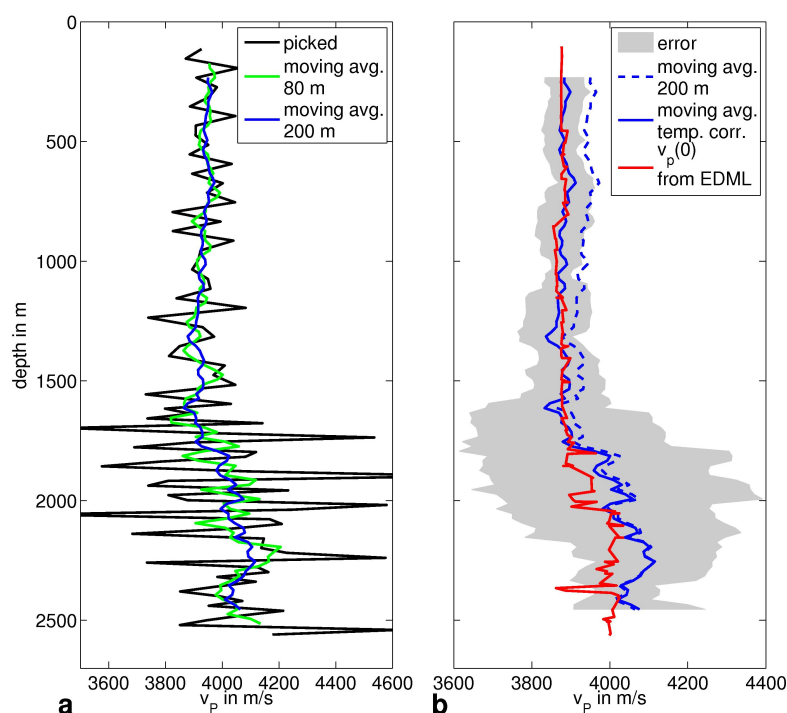 0
500
1000
1500
2000
2500
depth in m
picked
moving avg.
80 m
moving avg.
200 m
3600 3800 4000 4200 4400 4600
a
v_P in m/s
error
moving avg.
200 m
moving avg.
temp. corr.
v_p(0)
from EDML
3600 3800 4000 4200 4400
b
v_P in m/s